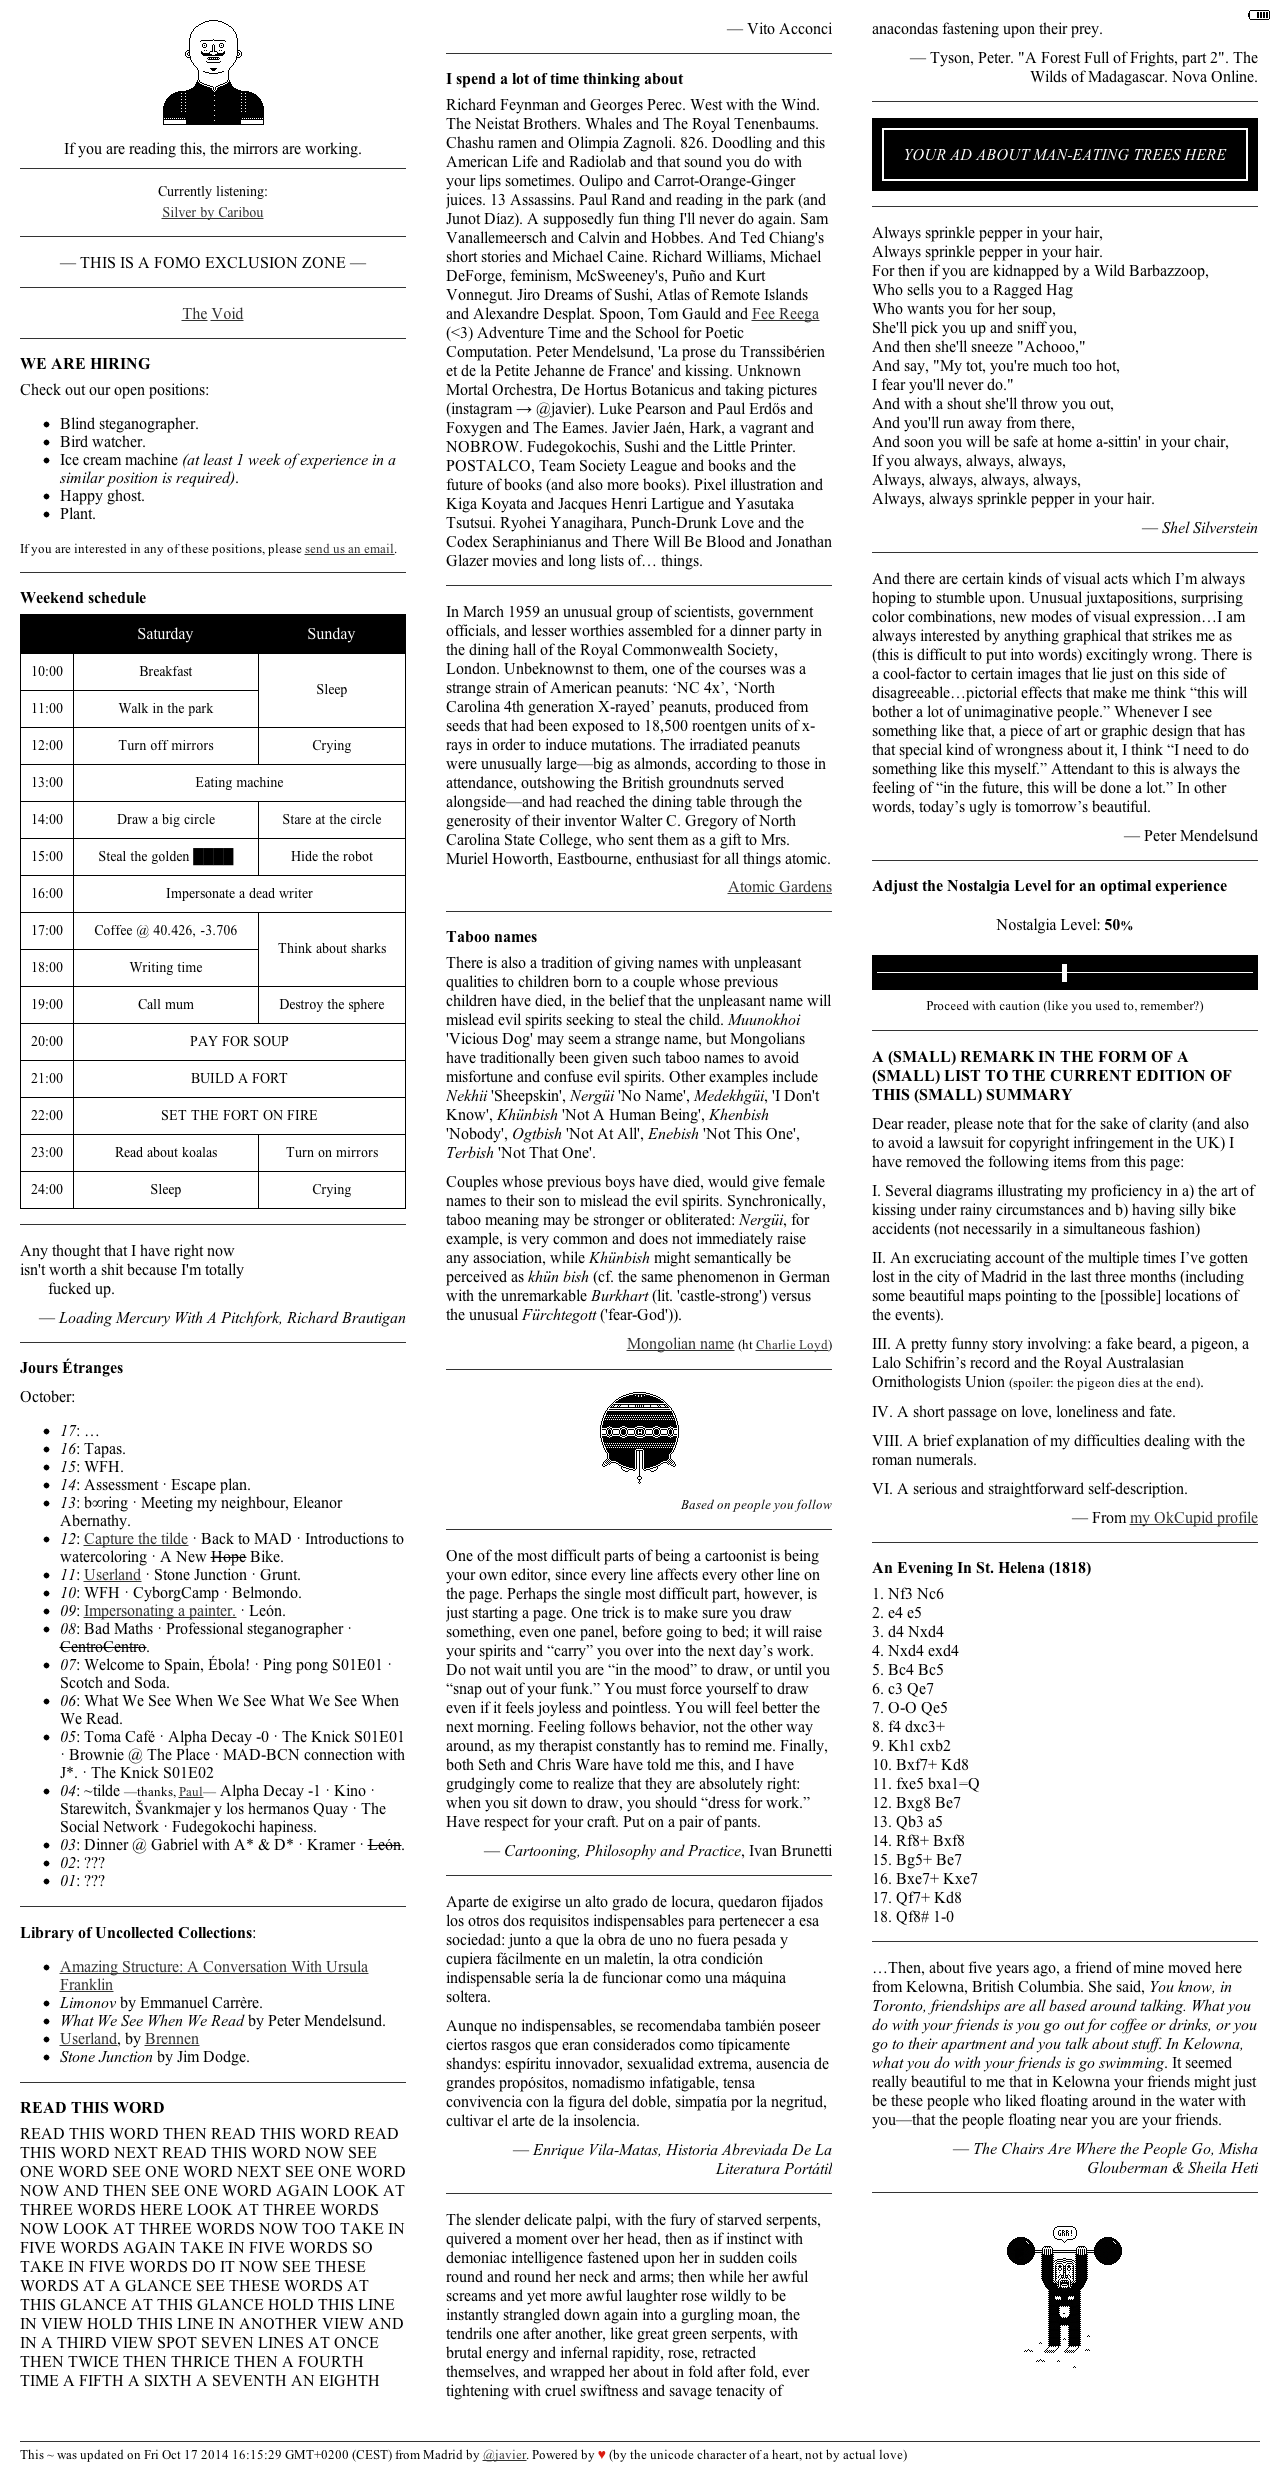 If you are reading this, the mirrors are working.
Currently listening:
Silver by Caribou
— THIS IS A FOMO EXCLUSION ZONE —
The Void
WE ARE HIRING
Check out our open positions:
• Blind steganographer.
• Bird watcher.
• Ice cream machine (at least 1 week of experience in a
similar position is required).
• Happy ghost.
• Plant.
If you are interested in any of these positions, please send us an email.
Weekend schedule
Saturday Sunday
10:00 Breakfast Sleep
11:00 Walk in the park
12:00 Turn off mirrors Crying
13:00 Eating machine
14:00 Draw a big circle Stare at the circle
15:00 Steal the golden ████ Hide the robot
16:00 Impersonate a dead writer
17:00 Coffee @ 40.426, -3.706 Think about sharks
18:00 Writing time
19:00 Call mum Destroy the sphere
20:00 PAY FOR SOUP
21:00 BUILD A FORT
22:00 SET THE FORT ON FIRE
23:00 Read about koalas Turn on mirrors
24:00 Sleep Crying
Any thought that I have right now
isn't worth a shit because I'm totally
fucked up.
— Loading Mercury With A Pitchfork, Richard Brautigan
Jours Étranges
October:
• 17: …
• 16: Tapas.
• 15: WFH.
• 14: Assessment · Escape plan.
• 13: b∞ring · Meeting my neighbour, Eleanor
Abernathy.
• 12: Capture the tilde · Back to MAD · Introductions to
watercoloring · A New Hope Bike.
• 11: Userland · Stone Junction · Grunt.
• 10: WFH · CyborgCamp · Belmondo.
• 09: Impersonating a painter. · León.
• 08: Bad Maths · Professional steganographer ·
CentroCentro.
• 07: Welcome to Spain, Ébola! · Ping pong S01E01 ·
Scotch and Soda.
• 06: What We See When We See What We See When
We Read.
• 05: Toma Café · Alpha Decay -0 · The Knick S01E01
· Brownie @ The Place · MAD-BCN connection with
J*. · The Knick S01E02
• 04: ~tilde —thanks, Paul— Alpha Decay -1 · Kino ·
Starewitch, Švankmajer y los hermanos Quay · The
Social Network · Fudegokochi hapiness.
• 03: Dinner @ Gabriel with A* & D* · Kramer · León.
• 02: ???
• 01: ???
Library of Uncollected Collections:
• Amazing Structure: A Conversation With Ursula
Franklin
• Limonov by Emmanuel Carrère.
• What We See When We Read by Peter Mendelsund.
• Userland, by Brennen
• Stone Junction by Jim Dodge.
READ THIS WORD
READ THIS WORD THEN READ THIS WORD READ
THIS WORD NEXT READ THIS WORD NOW SEE
ONE WORD SEE ONE WORD NEXT SEE ONE WORD
NOW AND THEN SEE ONE WORD AGAIN LOOK AT
THREE WORDS HERE LOOK AT THREE WORDS
NOW LOOK AT THREE WORDS NOW TOO TAKE IN
FIVE WORDS AGAIN TAKE IN FIVE WORDS SO
TAKE IN FIVE WORDS DO IT NOW SEE THESE
WORDS AT A GLANCE SEE THESE WORDS AT
THIS GLANCE AT THIS GLANCE HOLD THIS LINE
IN VIEW HOLD THIS LINE IN ANOTHER VIEW AND
IN A THIRD VIEW SPOT SEVEN LINES AT ONCE
THEN TWICE THEN THRICE THEN A FOURTH
TIME A FIFTH A SIXTH A SEVENTH AN EIGHTH
— Vito Acconci
I spend a lot of time thinking about
Richard Feynman and Georges Perec. West with the Wind.
The Neistat Brothers. Whales and The Royal Tenenbaums.
Chashu ramen and Olimpia Zagnoli. 826. Doodling and this
American Life and Radiolab and that sound you do with
your lips sometimes. Oulipo and Carrot-Orange-Ginger
juices. 13 Assassins. Paul Rand and reading in the park (and
Junot Díaz). A supposedly fun thing I'll never do again. Sam
Vanallemeersch and Calvin and Hobbes. And Ted Chiang's
short stories and Michael Caine. Richard Williams, Michael
DeForge, feminism, McSweeney's, Puño and Kurt
Vonnegut. Jiro Dreams of Sushi, Atlas of Remote Islands
and Alexandre Desplat. Spoon, Tom Gauld and Fee Reega
(<3) Adventure Time and the School for Poetic
Computation. Peter Mendelsund, 'La prose du Transsibérien
et de la Petite Jehanne de France' and kissing. Unknown
Mortal Orchestra, De Hortus Botanicus and taking pictures
(instagram → @javier). Luke Pearson and Paul Erdös and
Foxygen and The Eames. Javier Jaén, Hark, a vagrant and
NOBROW. Fudegokochis, Sushi and the Little Printer.
POSTALCO, Team Society League and books and the
future of books (and also more books). Pixel illustration and
Kiga Koyata and Jacques Henri Lartigue and Yasutaka
Tsutsui. Ryohei Yanagihara, Punch-Drunk Love and the
Codex Seraphinianus and There Will Be Blood and Jonathan
Glazer movies and long lists of… things.
In March 1959 an unusual group of scientists, government
officials, and lesser worthies assembled for a dinner party in
the dining hall of the Royal Commonwealth Society,
London. Unbeknownst to them, one of the courses was a
strange strain of American peanuts: ‘NC 4x’, ‘North
Carolina 4th generation X-rayed’ peanuts, produced from
seeds that had been exposed to 18,500 roentgen units of x-
rays in order to induce mutations. The irradiated peanuts
were unusually large—big as almonds, according to those in
attendance, outshowing the British groundnuts served
alongside—and had reached the dining table through the
generosity of their inventor Walter C. Gregory of North
Carolina State College, who sent them as a gift to Mrs.
Muriel Howorth, Eastbourne, enthusiast for all things atomic.
Atomic Gardens
Taboo names
There is also a tradition of giving names with unpleasant
qualities to children born to a couple whose previous
children have died, in the belief that the unpleasant name will
mislead evil spirits seeking to steal the child. Muunokhoi
'Vicious Dog' may seem a strange name, but Mongolians
have traditionally been given such taboo names to avoid
misfortune and confuse evil spirits. Other examples include
Nekhii 'Sheepskin', Nergüi 'No Name', Medekhgüi, 'I Don't
Know', Khünbish 'Not A Human Being', Khenbish
'Nobody', Ogtbish 'Not At All', Enebish 'Not This One',
Terbish 'Not That One'.
Couples whose previous boys have died, would give female
names to their son to mislead the evil spirits. Synchronically,
taboo meaning may be stronger or obliterated: Nergüi, for
example, is very common and does not immediately raise
any association, while Khünbish might semantically be
perceived as khün bish (cf. the same phenomenon in German
with the unremarkable Burkhart (lit. 'castle-strong') versus
the unusual Fürchtegott ('fear-God')).
Mongolian name (ht Charlie Loyd)
Based on people you follow
One of the most difficult parts of being a cartoonist is being
your own editor, since every line affects every other line on
the page. Perhaps the single most difficult part, however, is
just starting a page. One trick is to make sure you draw
something, even one panel, before going to bed; it will raise
your spirits and “carry” you over into the next day’s work.
Do not wait until you are “in the mood” to draw, or until you
“snap out of your funk.” You must force yourself to draw
even if it feels joyless and pointless. You will feel better the
next morning. Feeling follows behavior, not the other way
around, as my therapist constantly has to remind me. Finally,
both Seth and Chris Ware have told me this, and I have
grudgingly come to realize that they are absolutely right:
when you sit down to draw, you should “dress for work.”
Have respect for your craft. Put on a pair of pants.
— Cartooning, Philosophy and Practice, Ivan Brunetti
Aparte de exigirse un alto grado de locura, quedaron fijados
los otros dos requisitos indispensables para pertenecer a esa
sociedad: junto a que la obra de uno no fuera pesada y
cupiera fácilmente en un maletín, la otra condición
indispensable sería la de funcionar como una máquina
soltera.
Aunque no indispensables, se recomendaba también poseer
ciertos rasgos que eran considerados como típicamente
shandys: espíritu innovador, sexualidad extrema, ausencia de
grandes propósitos, nomadismo infatigable, tensa
convivencia con la figura del doble, simpatía por la negritud,
cultivar el arte de la insolencia.
— Enrique Vila-Matas, Historia Abreviada De La
Literatura Portátil
The slender delicate palpi, with the fury of starved serpents,
quivered a moment over her head, then as if instinct with
demoniac intelligence fastened upon her in sudden coils
round and round her neck and arms; then while her awful
screams and yet more awful laughter rose wildly to be
instantly strangled down again into a gurgling moan, the
tendrils one after another, like great green serpents, with
brutal energy and infernal rapidity, rose, retracted
themselves, and wrapped her about in fold after fold, ever
tightening with cruel swiftness and savage tenacity of
anacondas fastening upon their prey.
— Tyson, Peter. "A Forest Full of Frights, part 2". The
Wilds of Madagascar. Nova Online.
YOUR AD ABOUT MAN-EATING TREES HERE
Always sprinkle pepper in your hair,
Always sprinkle pepper in your hair.
For then if you are kidnapped by a Wild Barbazzoop,
Who sells you to a Ragged Hag
Who wants you for her soup,
She'll pick you up and sniff you,
And then she'll sneeze "Achooo,"
And say, "My tot, you're much too hot,
I fear you'll never do."
And with a shout she'll throw you out,
And you'll run away from there,
And soon you will be safe at home a-sittin' in your chair,
If you always, always, always,
Always, always, always, always,
Always, always sprinkle pepper in your hair.
— Shel Silverstein
And there are certain kinds of visual acts which I’m always
hoping to stumble upon. Unusual juxtapositions, surprising
color combinations, new modes of visual expression…I am
always interested by anything graphical that strikes me as
(this is difficult to put into words) excitingly wrong. There is
a cool-factor to certain images that lie just on this side of
disagreeable…pictorial effects that make me think “this will
bother a lot of unimaginative people.” Whenever I see
something like that, a piece of art or graphic design that has
that special kind of wrongness about it, I think “I need to do
something like this myself.” Attendant to this is always the
feeling of “in the future, this will be done a lot.” In other
words, today’s ugly is tomorrow’s beautiful.
— Peter Mendelsund
Adjust the Nostalgia Level for an optimal experience
Nostalgia Level: 50%
Proceed with caution (like you used to, remember?)
A (SMALL) REMARK IN THE FORM OF A
(SMALL) LIST TO THE CURRENT EDITION OF
THIS (SMALL) SUMMARY
Dear reader, please note that for the sake of clarity (and also
to avoid a lawsuit for copyright infringement in the UK) I
have removed the following items from this page:
I. Several diagrams illustrating my proficiency in a) the art of
kissing under rainy circumstances and b) having silly bike
accidents (not necessarily in a simultaneous fashion)
II. An excruciating account of the multiple times I’ve gotten
lost in the city of Madrid in the last three months (including
some beautiful maps pointing to the [possible] locations of
the events).
III. A pretty funny story involving: a fake beard, a pigeon, a
Lalo Schifrin’s record and the Royal Australasian
Ornithologists Union (spoiler: the pigeon dies at the end).
IV. A short passage on love, loneliness and fate.
VIII. A brief explanation of my difficulties dealing with the
roman numerals.
VI. A serious and straightforward self-description.
— From my OkCupid profile
An Evening In St. Helena (1818)
1. Nf3 Nc6
2. e4 e5
3. d4 Nxd4
4. Nxd4 exd4
5. Bc4 Bc5
6. c3 Qe7
7. O-O Qe5
8. f4 dxc3+
9. Kh1 cxb2
10. Bxf7+ Kd8
11. fxe5 bxa1=Q
12. Bxg8 Be7
13. Qb3 a5
14. Rf8+ Bxf8
15. Bg5+ Be7
16. Bxe7+ Kxe7
17. Qf7+ Kd8
18. Qf8# 1-0
…Then, about five years ago, a friend of mine moved here
from Kelowna, British Columbia. She said, You know, in
Toronto, friendships are all based around talking. What you
do with your friends is you go out for coffee or drinks, or you
go to their apartment and you talk about stuff. In Kelowna,
what you do with your friends is go swimming. It seemed
really beautiful to me that in Kelowna your friends might just
be these people who liked floating around in the water with
you—that the people floating near you are your friends.
— The Chairs Are Where the People Go, Misha
Glouberman & Sheila Heti
GRR!
This ~ was updated on Fri Oct 17 2014 16:15:29 GMT+0200 (CEST) from Madrid by @javier. Powered by ♥ (by the unicode character of a heart, not by actual love)